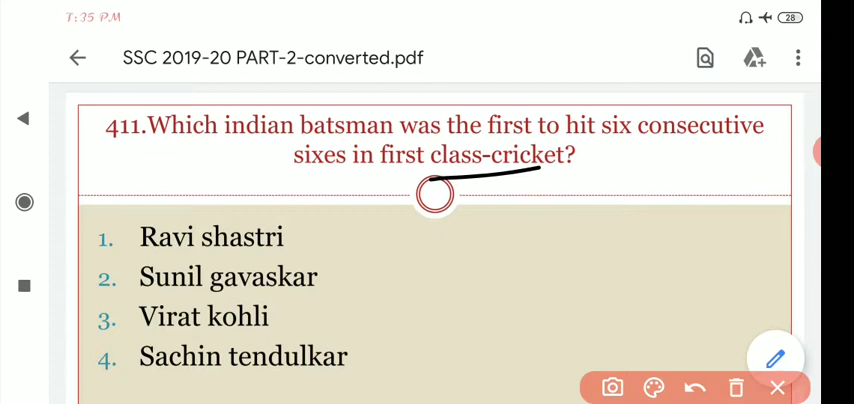 7:35 PM
28
SSC 2019-20 PART-2-converted.pdf
411.Which indian batsman was the first to hit six consecutive
sixes in first class-cricket?
1. Ravi shastri
2. Sunil gavaskar
3. Virat kohli
4. Sachin tendulkar